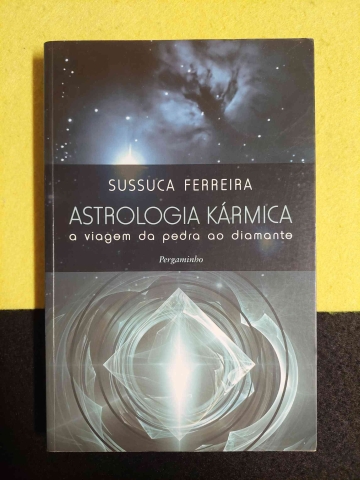 SUSSUCA FERREIRA
ASTROLOGIA KÁRMICA
a viagem da pedra ao diamante
Pergaminho